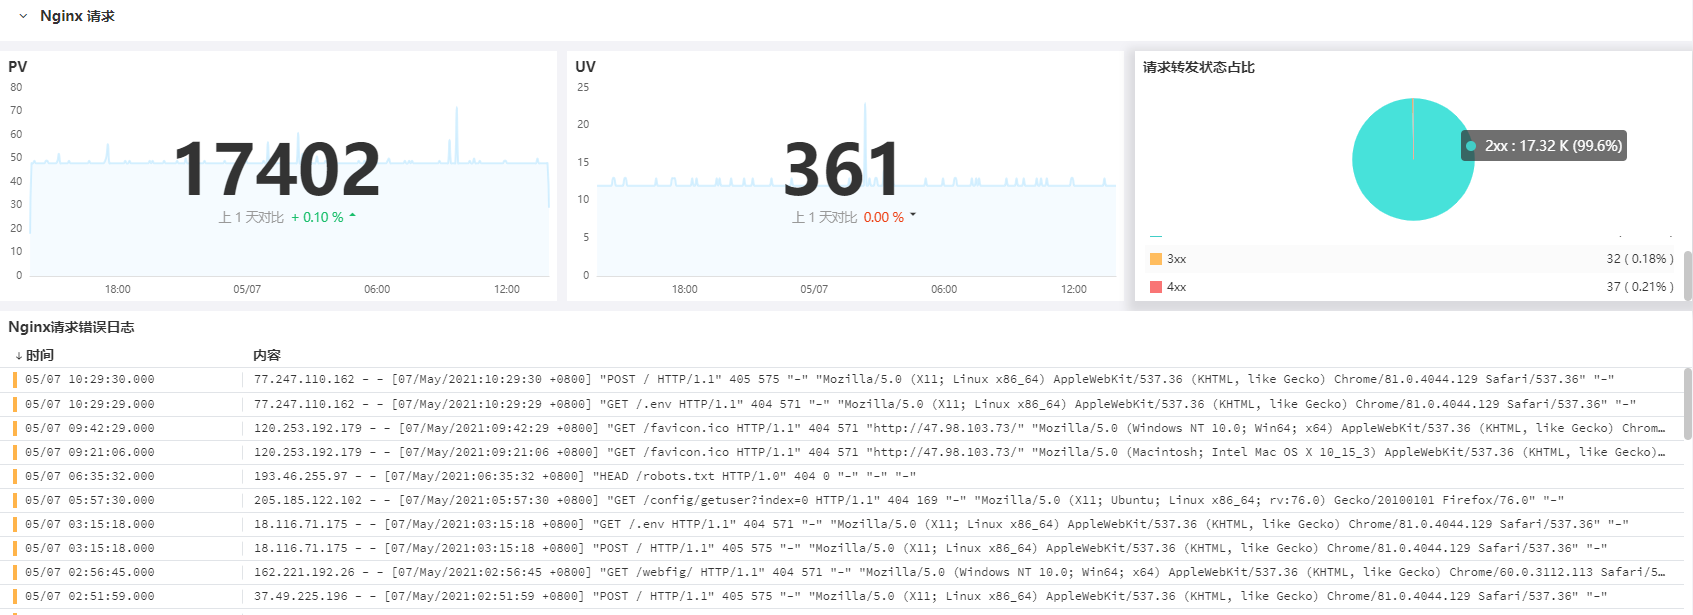 Nginx 请求
PV
80
70
60
50
40
30
20
10
0
17402
上 1 天对比 + 0.10 %
18:00 05/07 06:00 12:00
UV
25
20
15
10
5
0
361
上 1 天对比 0.00 %
18:00 05/07 06:00 12:00
请求转发状态占比
2xx : 17.32 K (99.6%)
3xx 32 ( 0.18% )
4xx 37 ( 0.21% )
Nginx请求错误日志
↓ 时间 内容
05/07 10:29:30.000 77.247.110.162 - - [07/May/2021:10:29:30 +0800] "POST / HTTP/1.1" 405 575 "-" "Mozilla/5.0 (X11; Linux x86_64) AppleWebKit/537.36 (KHTML, like Gecko) Chrome/81.0.4044.129 Safari/537.36" "-"
05/07 10:29:29.000 77.247.110.162 - - [07/May/2021:10:29:29 +0800] "GET /.env HTTP/1.1" 404 571 "-" "Mozilla/5.0 (X11; Linux x86_64) AppleWebKit/537.36 (KHTML, like Gecko) Chrome/81.0.4044.129 Safari/537.36" "-"
05/07 09:42:29.000 120.253.192.179 - - [07/May/2021:09:42:29 +0800] "GET /favicon.ico HTTP/1.1" 404 571 "http://47.98.103.73/" "Mozilla/5.0 (Windows NT 10.0; Win64; x64) AppleWebKit/537.36 (KHTML, like Gecko) Chrom...
05/07 09:21:06.000 120.253.192.179 - - [07/May/2021:09:21:06 +0800] "GET /favicon.ico HTTP/1.1" 404 571 "http://47.98.103.73/" "Mozilla/5.0 (Macintosh; Intel Mac OS X 10_15_3) AppleWebKit/537.36 (KHTML, like Gecko)...
05/07 06:35:32.000 193.46.255.97 - - [07/May/2021:06:35:32 +0800] "HEAD /robots.txt HTTP/1.0" 404 0 "-" "-" "-"
05/07 05:57:30.000 205.185.122.102 - - [07/May/2021:05:57:30 +0800] "GET /config/getuser?index=0 HTTP/1.1" 404 169 "-" "Mozilla/5.0 (X11; Ubuntu; Linux x86_64; rv:76.0) Gecko/20100101 Firefox/76.0" "-"
05/07 03:15:18.000 18.116.71.175 - - [07/May/2021:03:15:18 +0800] "GET /.env HTTP/1.1" 404 571 "-" "Mozilla/5.0 (X11; Linux x86_64) AppleWebKit/537.36 (KHTML, like Gecko) Chrome/81.0.4044.129 Safari/537.36" "-"
05/07 03:15:18.000 18.116.71.175 - - [07/May/2021:03:15:18 +0800] "POST / HTTP/1.1" 405 575 "-" "Mozilla/5.0 (X11; Linux x86_64) AppleWebKit/537.36 (KHTML, like Gecko) Chrome/81.0.4044.129 Safari/537.36" "-"
05/07 02:56:45.000 162.221.192.26 - - [07/May/2021:02:56:45 +0800] "GET /webfig/ HTTP/1.1" 404 571 "-" "Mozilla/5.0 (Windows NT 10.0; Win64; x64) AppleWebKit/537.36 (KHTML, like Gecko) Chrome/60.0.3112.113 Safari/5...
05/07 02:51:59.000 37.49.225.196 - - [07/May/2021:02:51:59 +0800] "POST / HTTP/1.1" 405 575 "-" "Mozilla/5.0 (X11; Linux x86_64) AppleWebKit/537.36 (KHTML, like Gecko) Chrome/81.0.4044.129 Safari/537.36" "-"